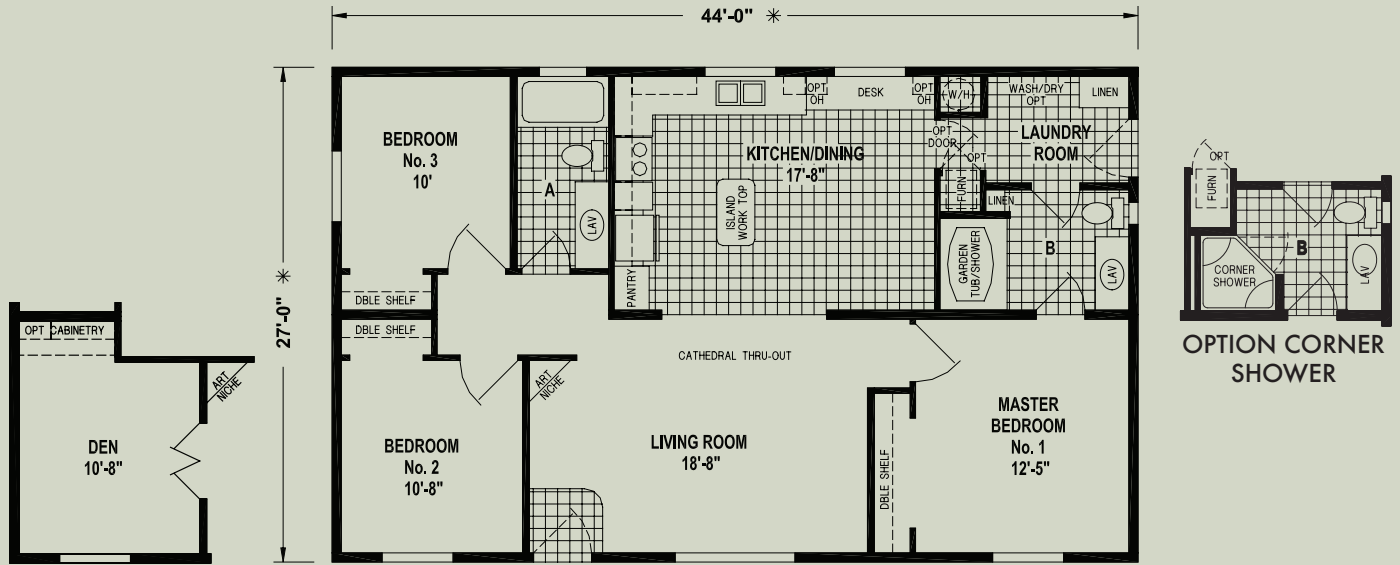 44'-0" ✳
27'-0" ✳
BEDROOM
No. 3
10'
A
LAV
OPT
OH
DESK
OPT
OH
W/H
WASH/DRY
OPT
LINEN
LAUNDRY
ROOM
OPT
DOOR
OPT
KITCHEN/DINING
17'-8"
ISLAND
WORK TOP
FURN
LINEN
B
LAV
GARDEN
TUB/SHOWER
PANTRY
DBLE SHELF
DBLE SHELF
CATHEDRAL THRU-OUT
ART
NICHE
BEDROOM
No. 2
10'-8"
LIVING ROOM
18'-8"
DBLE SHELF
MASTER
BEDROOM
No. 1
12'-5"
OPT CABINETRY
ART
NICHE
DEN
10'-8"
OPT
FURN
B
CORNER
SHOWER
LAV
OPTION CORNER
SHOWER